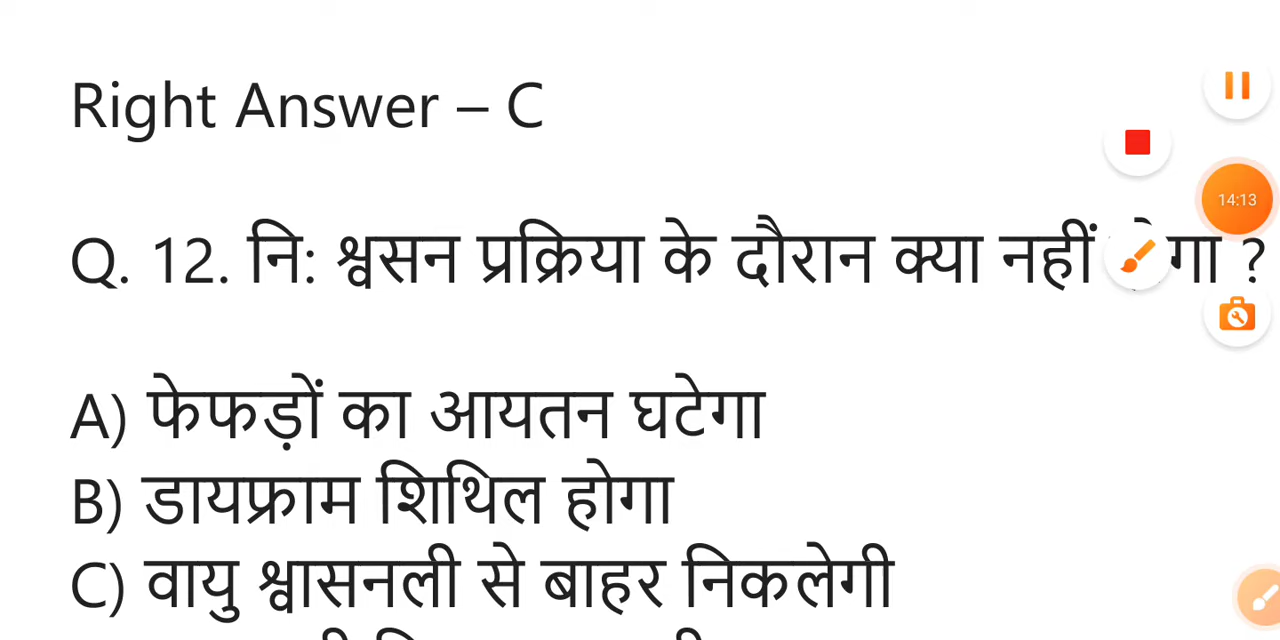 Right Answer – C
14:13
Q. 12. नि: श्वसन प्रक्रिया के दौरान क्या नहीं ?
A) फेफड़ों का आयतन घटेगा
B) डायफ्राम शिथिल होगा
C) वायु श्वासनली से बाहर निकलेगी